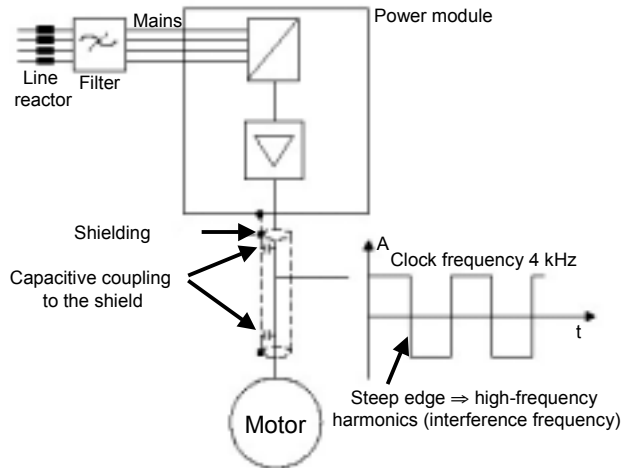 Power module
Mains
Line
reactor
Filter
Shielding
Capacitive coupling
to the shield
A
Clock frequency 4 kHz
t
Steep edge ⇒ high-frequency
harmonics (interference frequency)
Motor